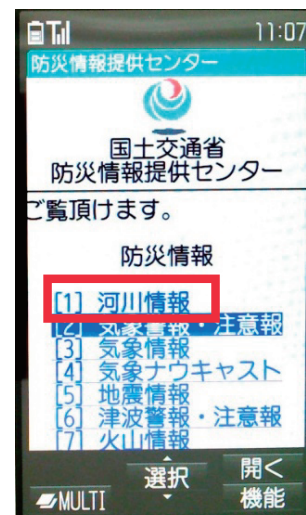 11:07
防災情報提供センター
国土交通省
防災情報提供センター
ご覧頂けます。
防災情報
[1] 河川情報
[2] 気象警報・注意報
[3] 気象情報
[4] 気象ナウキャスト
[5] 地震情報
[6] 津波警報・注意報
[7] 火山情報
選択
開く
MULTI
機能